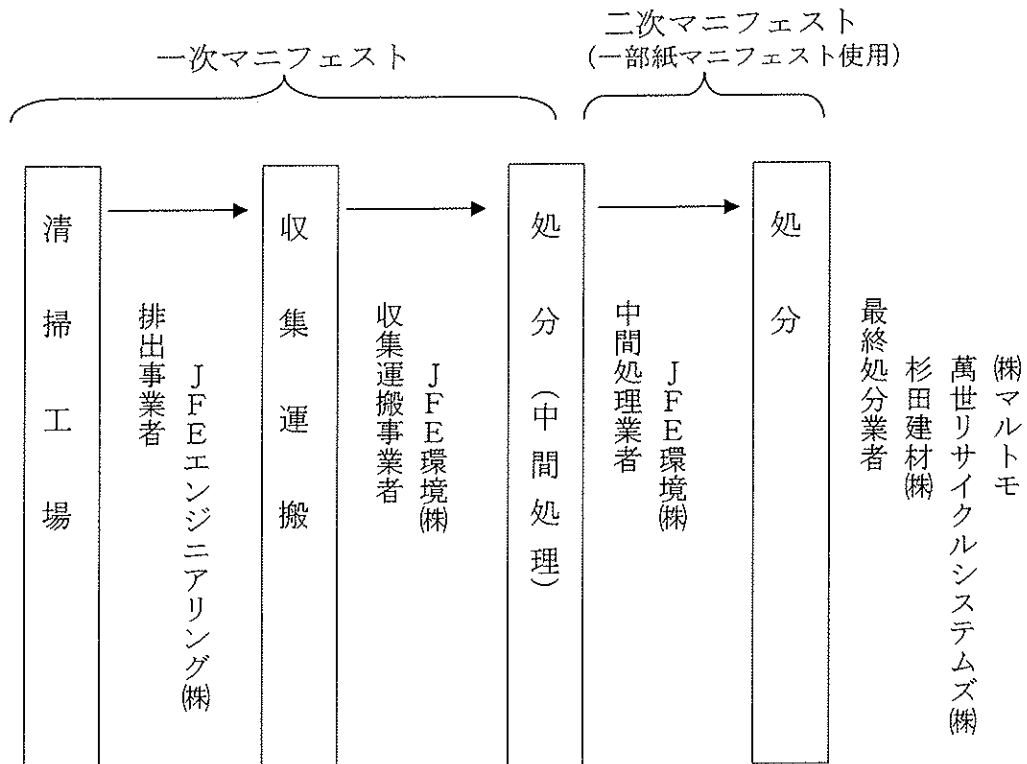 一次マニフェスト
二次マニフェスト
(一部紙マニフェスト使用)
清掃工場
排出事業者
JFEエンジニアリング㈱
収集運搬
収集運搬事業者
JFE環境㈱
処分(中間処理)
中間処理業者
JFE環境㈱
処分
最終処分業者
杉田建材㈱
萬世リサイクルシステムズ㈱
㈱マルトモ